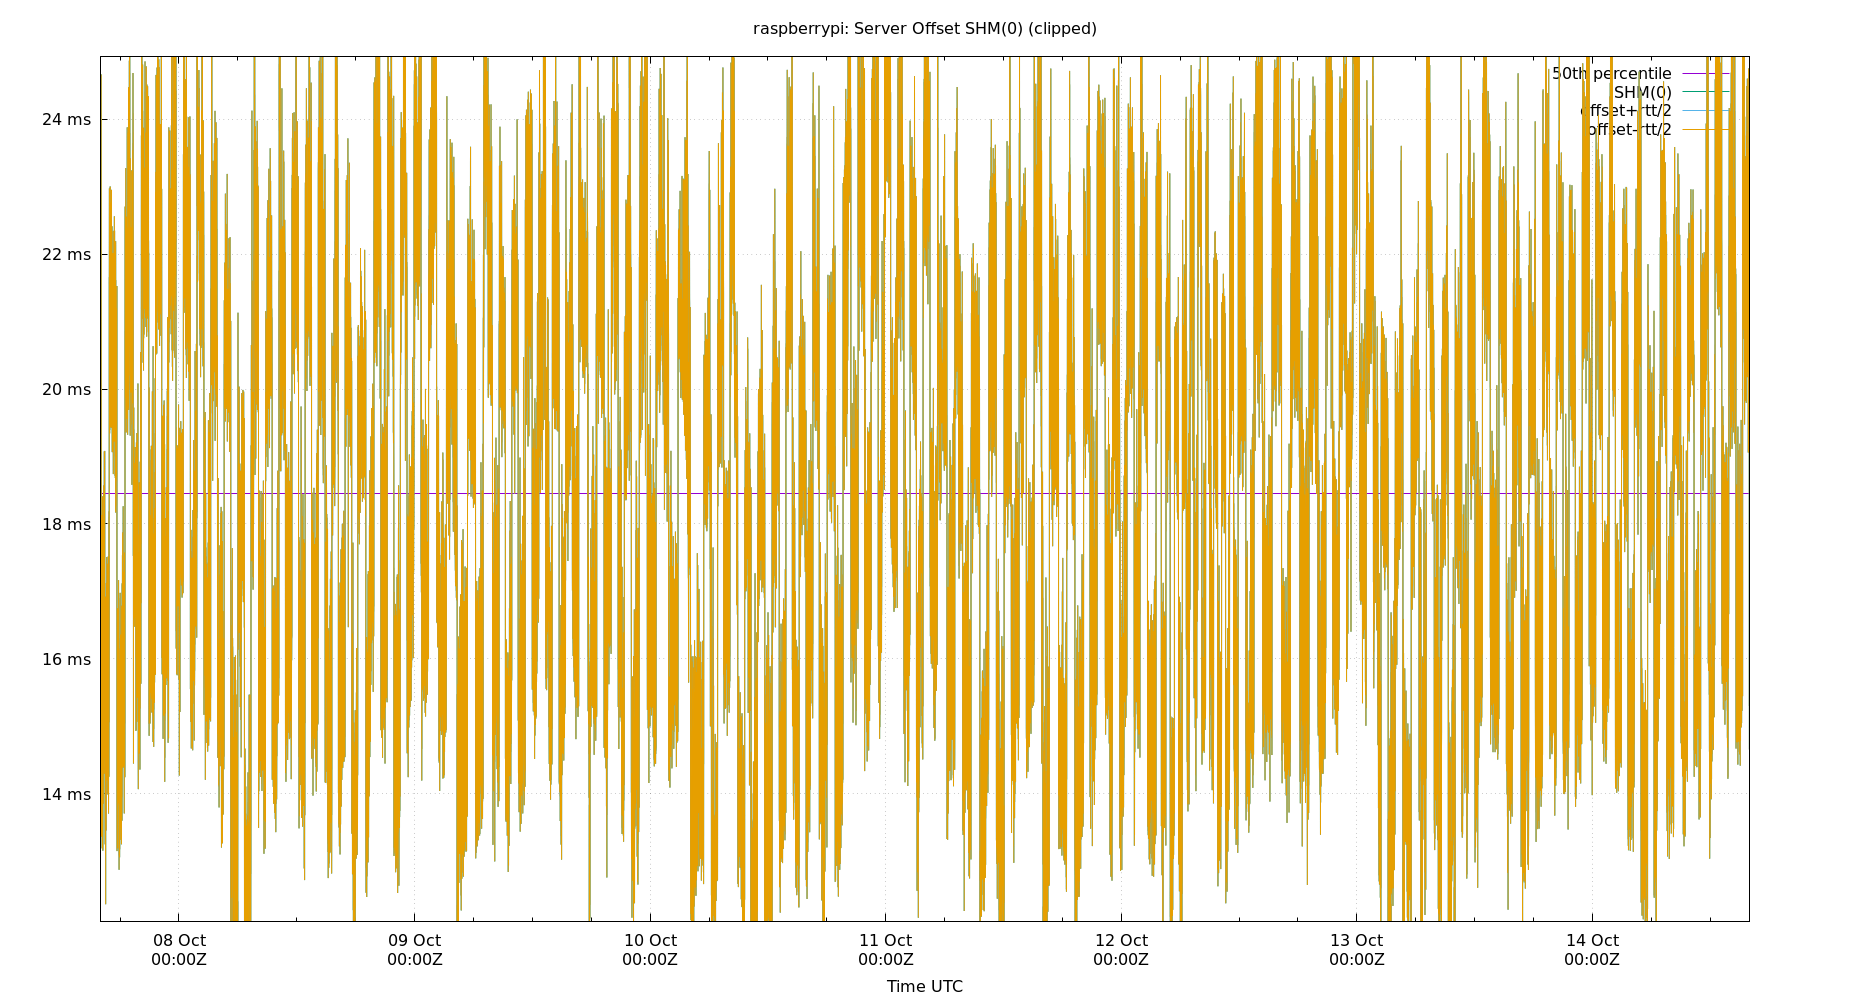 raspberrypi: Server Offset SHM(0) (clipped)
50th percentile
SHM(0)
offset+rtt/2
offset-rtt/2
24 ms
22 ms
20 ms
18 ms
16 ms
14 ms
08 Oct 09 Oct 10 Oct 11 Oct 12 Oct 13 Oct 14 Oct
00:00Z 00:00Z 00:00Z 00:00Z 00:00Z 00:00Z 00:00Z
Time UTC